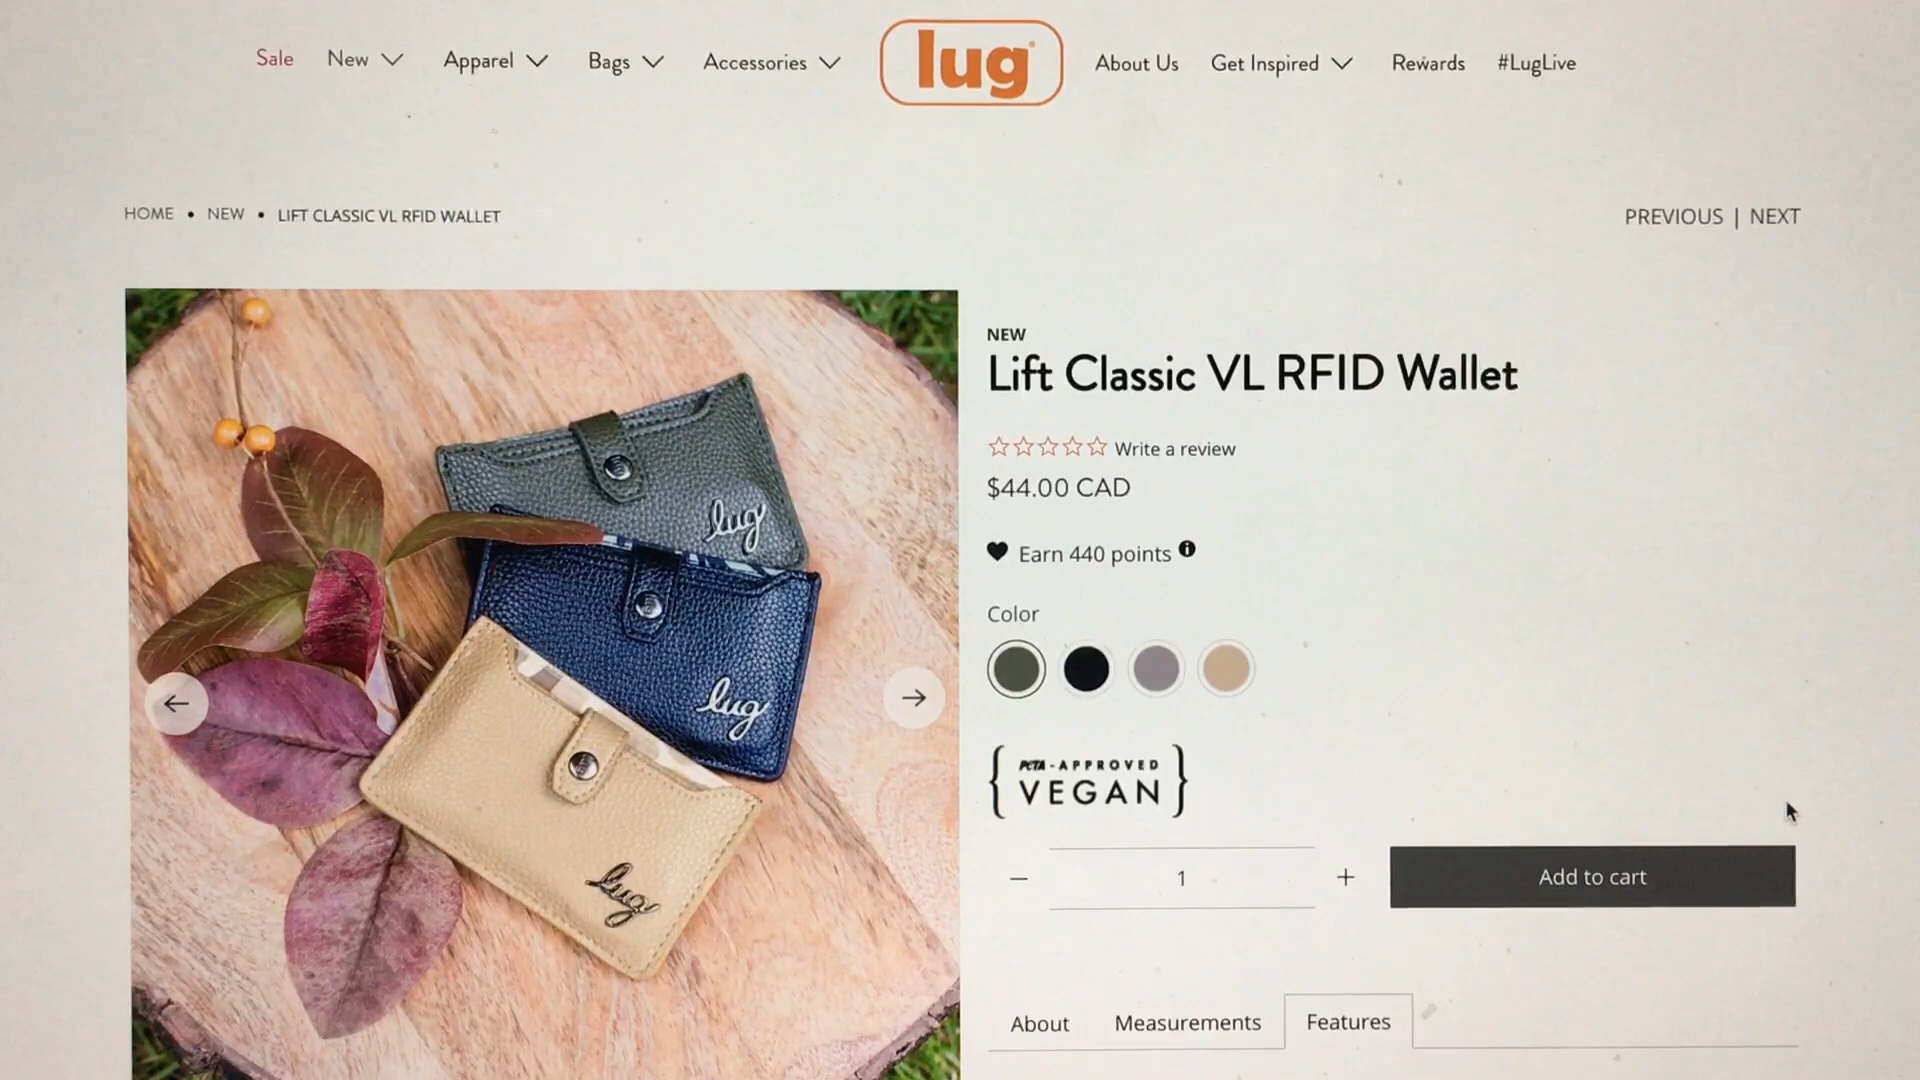 Sale New Apparel Bags Accessories lug About Us Get Inspired Rewards #LugLive
HOME • NEW • LIFT CLASSIC VL RFID WALLET
PREVIOUS | NEXT
NEW
Lift Classic VL RFID Wallet
Write a review
$44.00 CAD
Earn 440 points
Color
PETA-APPROVED
VEGAN
1
Add to cart
About Measurements Features
lug
lug
lug